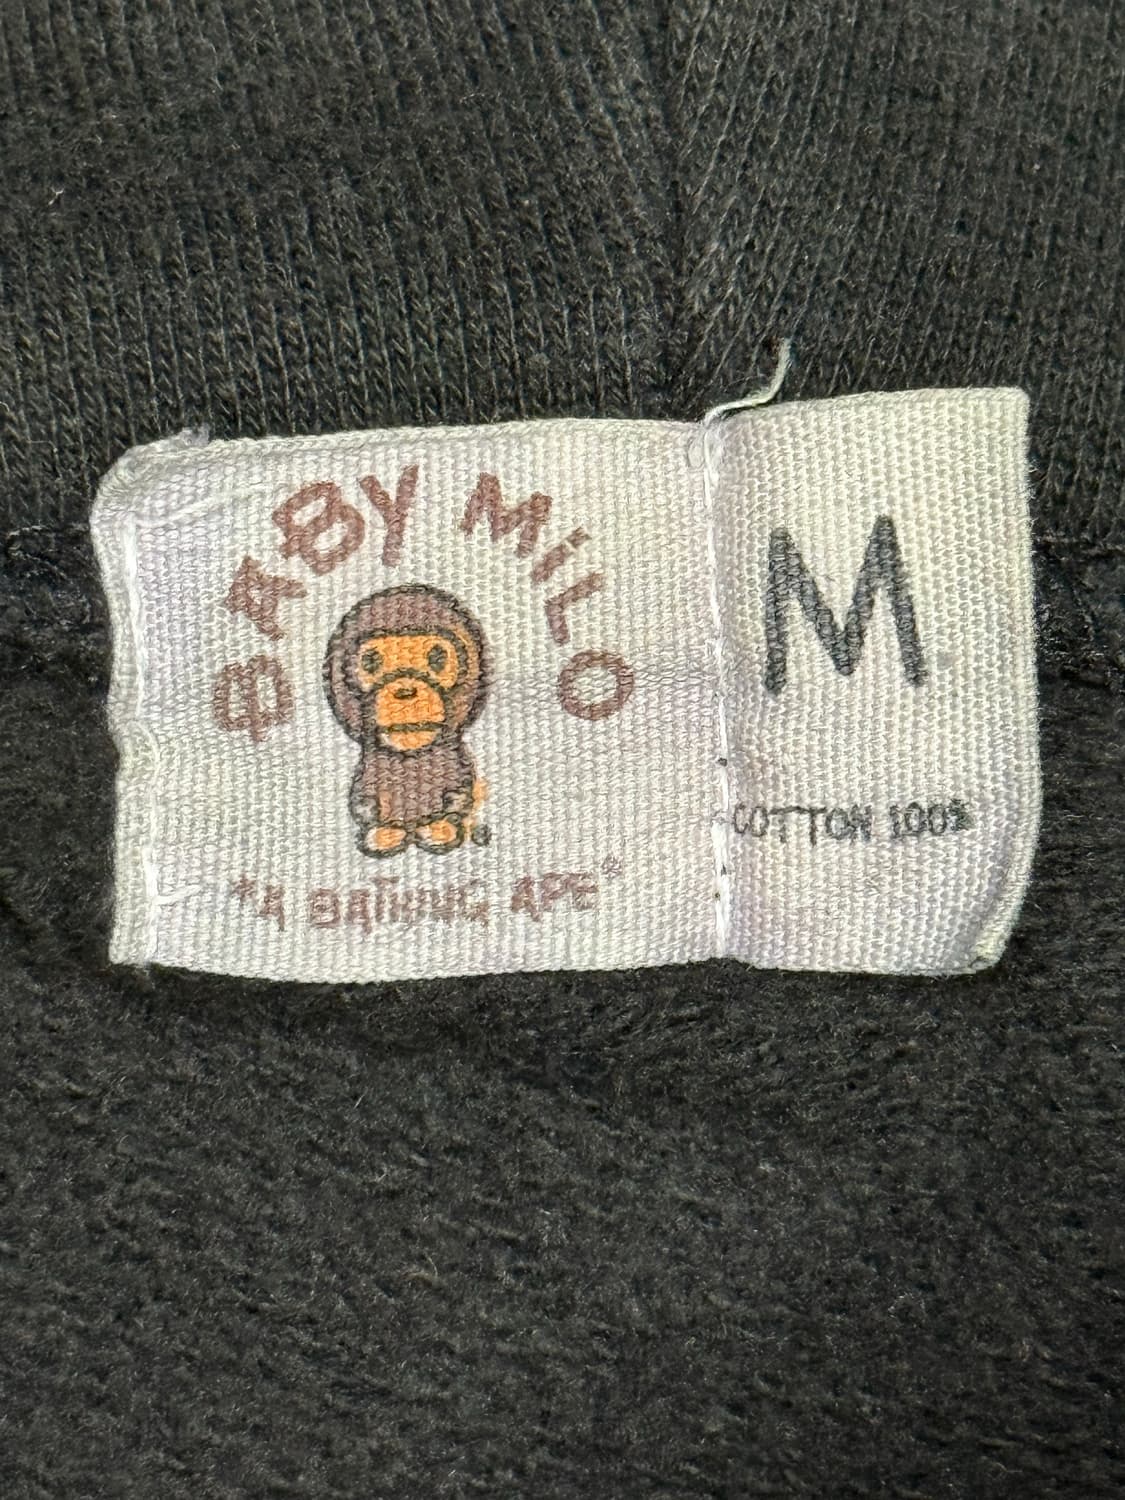 BABY MiLO
"A BATHING APE"®
M
COTTON 100%